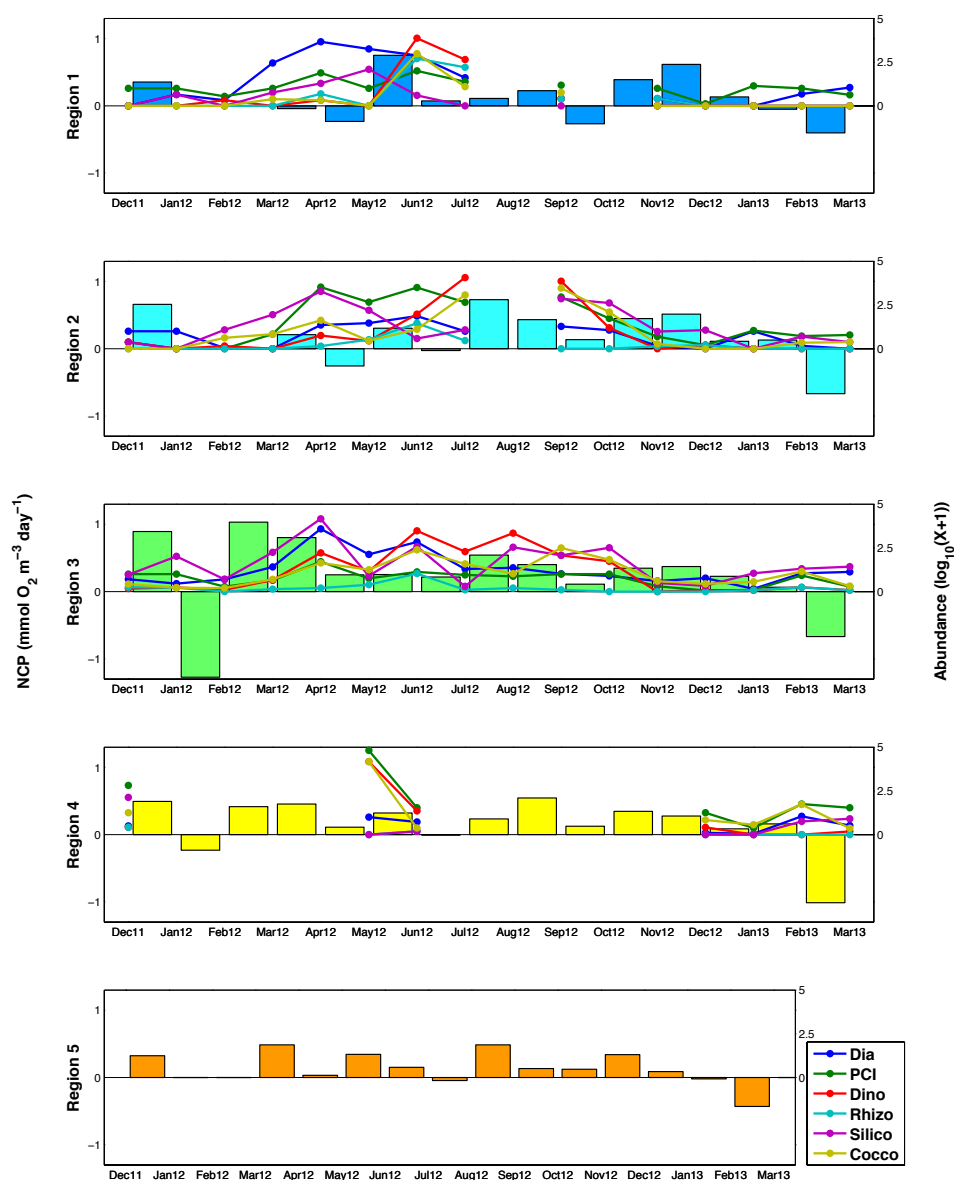 5
1
2.5
0
0
−1
Region 1
Dec11 Jan12 Feb12 Mar12 Apr12 May12 Jun12 Jul12 Aug12 Sep12 Oct12 Nov12 Dec12 Jan13 Feb13 Mar13
5
1
2.5
0
0
−1
Region 2
Dec11 Jan12 Feb12 Mar12 Apr12 May12 Jun12 Jul12 Aug12 Sep12 Oct12 Nov12 Dec12 Jan13 Feb13 Mar13
NCP (mmol O2 m−3 day−1)
5
1
2.5
0
0
−1
Region 3
Abundance (log10(X+1))
Dec11 Jan12 Feb12 Mar12 Apr12 May12 Jun12 Jul12 Aug12 Sep12 Oct12 Nov12 Dec12 Jan13 Feb13 Mar13
5
1
2.5
0
0
−1
Region 4
Dec11 Jan12 Feb12 Mar12 Apr12 May12 Jun12 Jul12 Aug12 Sep12 Oct12 Nov12 Dec12 Jan13 Feb13 Mar13
5
1
2.5
0
0
−1
Region 5
Dec11 Jan12 Feb12 Mar12 Apr12 May12 Jun12 Jul12 Aug12 Sep12 Oct12 Nov12 Dec12 Jan13 Feb13 Mar13
Dia
PCI
Dino
Rhizo
Silico
Cocco